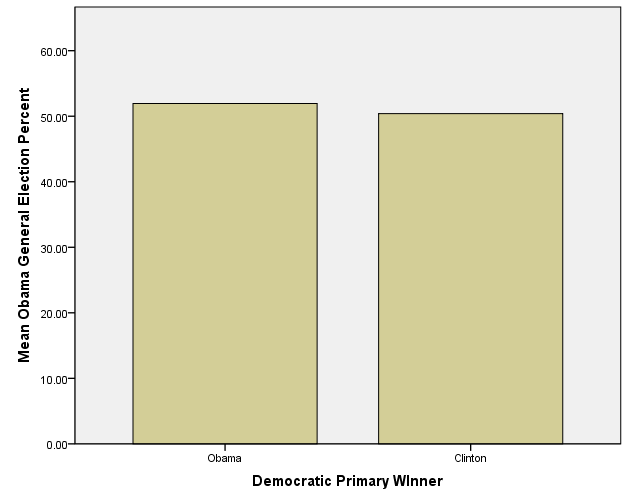 Mean Obama General Election Percent
60.00
50.00
40.00
30.00
20.00
10.00
0.00
Obama
Clinton
Democratic Primary WInner